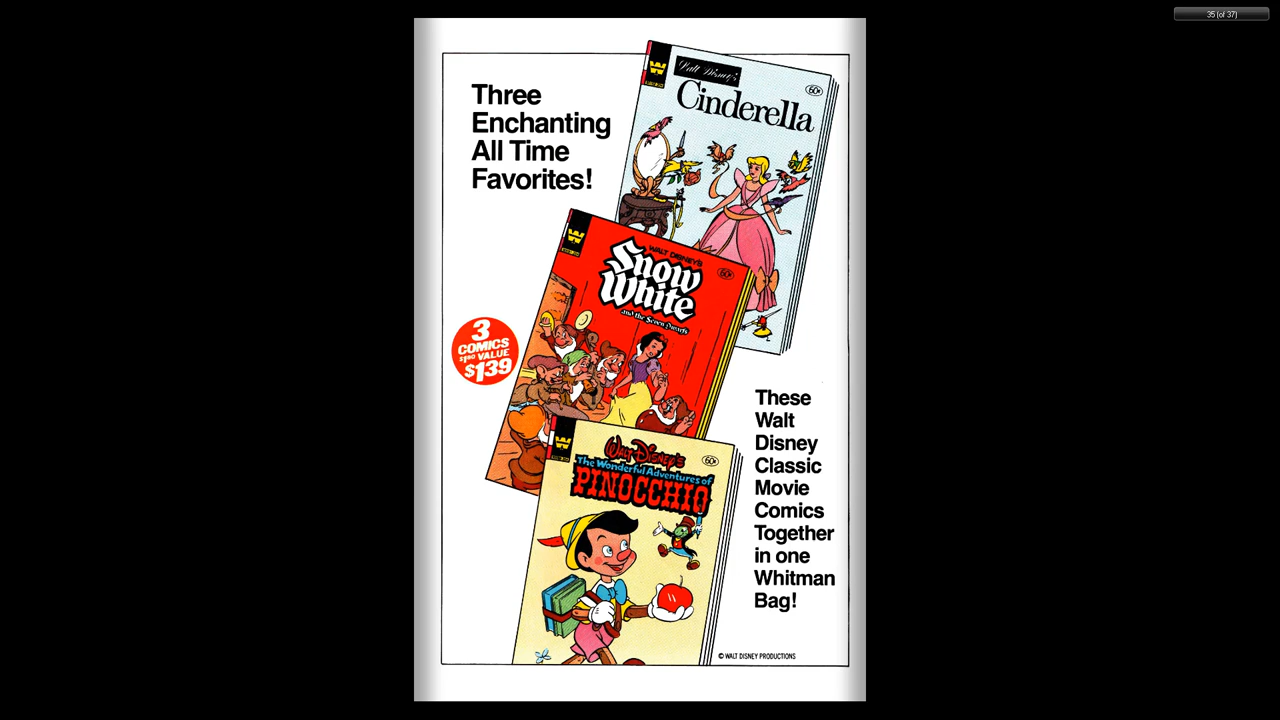 35 (of 37)
Three
Enchanting
All Time
Favorites!
Walt Disney's
Cinderella
60¢
WALT DISNEY'S
Snow
White
and the Seven Dwarfs
60¢
3
COMICS
$1.80 VALUE
$1.39
WALT DISNEY'S
The Wonderful Adventures of
PINOCCHIO
60¢
These
Walt
Disney
Classic
Movie
Comics
Together
in one
Whitman
Bag!
© WALT DISNEY PRODUCTIONS